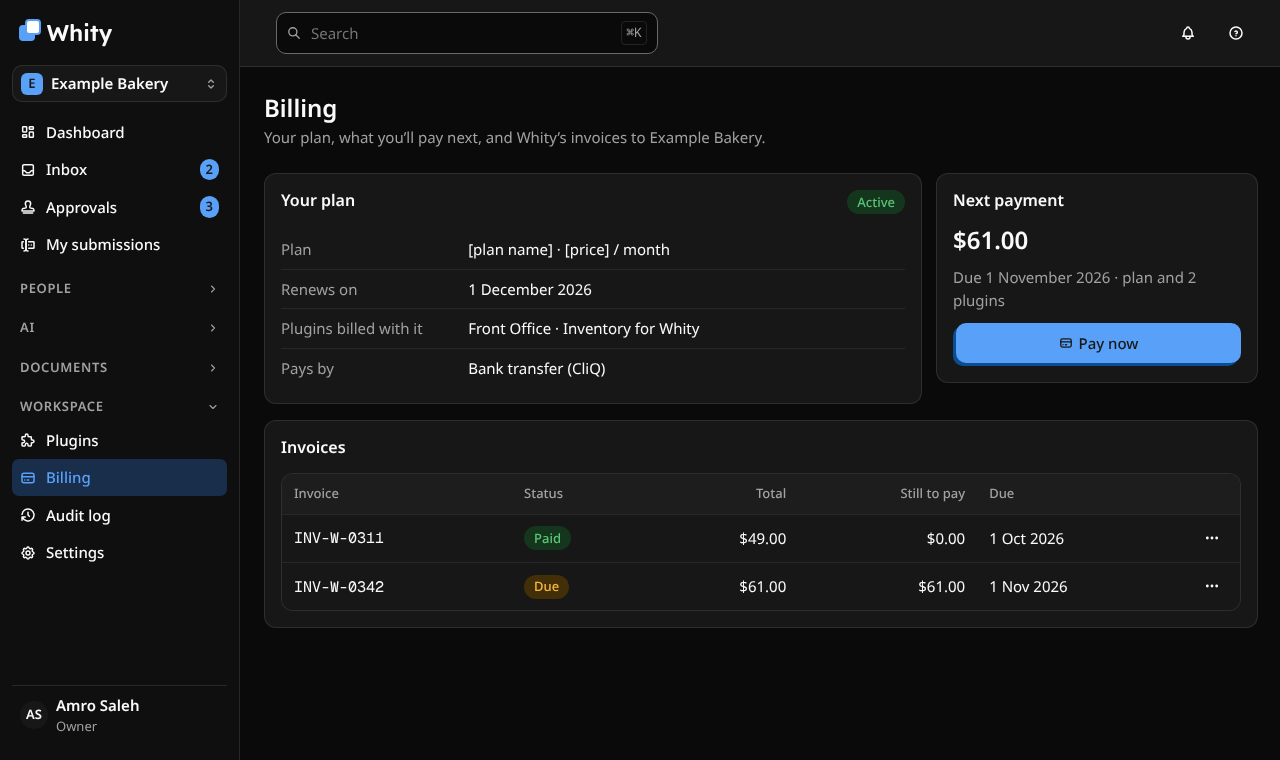 Whity
Search ⌘K
E Example Bakery
Dashboard
Inbox 2
Approvals 3
My submissions
PEOPLE
AI
DOCUMENTS
WORKSPACE
Plugins
Billing
Audit log
Settings
AS Amro Saleh
Owner
Billing
Your plan, what you’ll pay next, and Whity’s invoices to Example Bakery.
Your plan Active
Plan [plan name] · [price] / month
Renews on 1 December 2026
Plugins billed with it Front Office · Inventory for Whity
Pays by Bank transfer (CliQ)
Next payment
$61.00
Due 1 November 2026 · plan and 2
plugins
Pay now
Invoices
Invoice Status Total Still to pay Due
INV-W-0311 Paid $49.00 $0.00 1 Oct 2026
INV-W-0342 Due $61.00 $61.00 1 Nov 2026